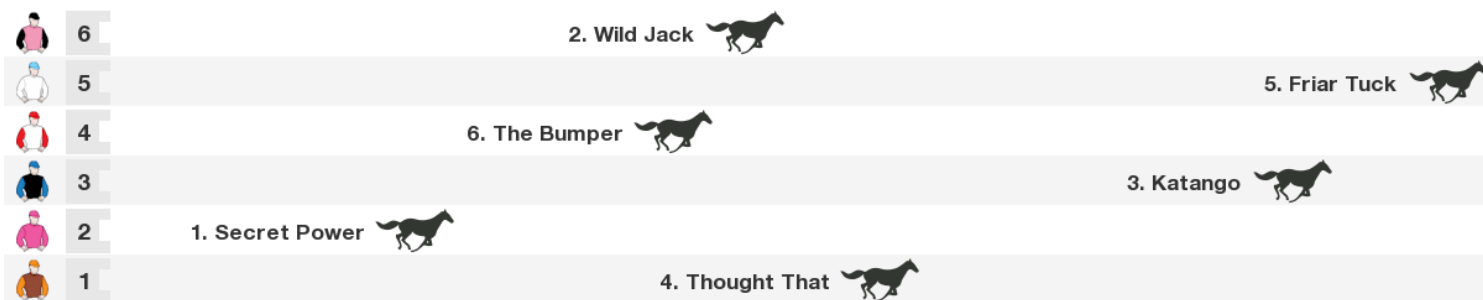 6 2. Wild Jack
5 5. Friar Tuck
4 6. The Bumper
3 3. Katango
2 1. Secret Power
1 4. Thought That